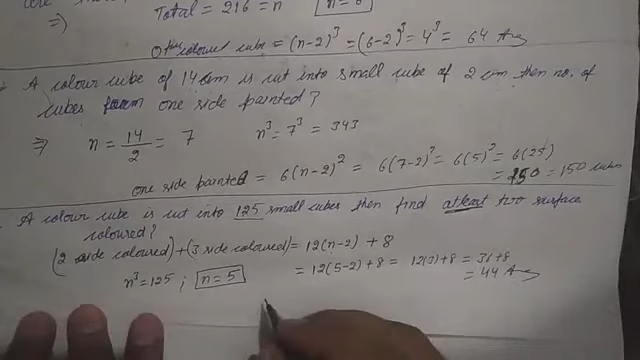 Total = 216 = n
n = 6
=>
Other coloured cube = (n-2)³ = (6-2)³ = 4³ = 64 Ans
A colour cube of 14 cm is cut into small cube of 2 cm then no. of
cubes from one side painted?
=> n = 14/2 = 7 n³ = 7³ = 343
one side painted = 6(n-2)² = 6(7-2)² = 6(5)² = 6(25)
= 150 = 150 cubes
A colour cube is cut into 125 small cubes then find atleast two surface
coloured?
(2 side coloured) + (3 side coloured) = 12(n-2) + 8
n³ = 125 ; n = 5 = 12(5-2) + 8 = 12(3) + 8 = 36 + 8
= 44 Ans